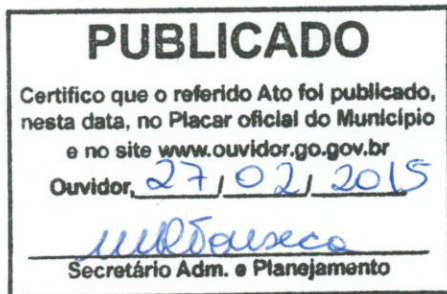 PUBLICADO
Certifico que o referido Ato foi publicado,
nesta data, no Placar oficial do Município
e no site www.ouvidor.go.gov.br
Ouvidor, 27 / 02 / 2015
Secretário Adm. e Planejamento